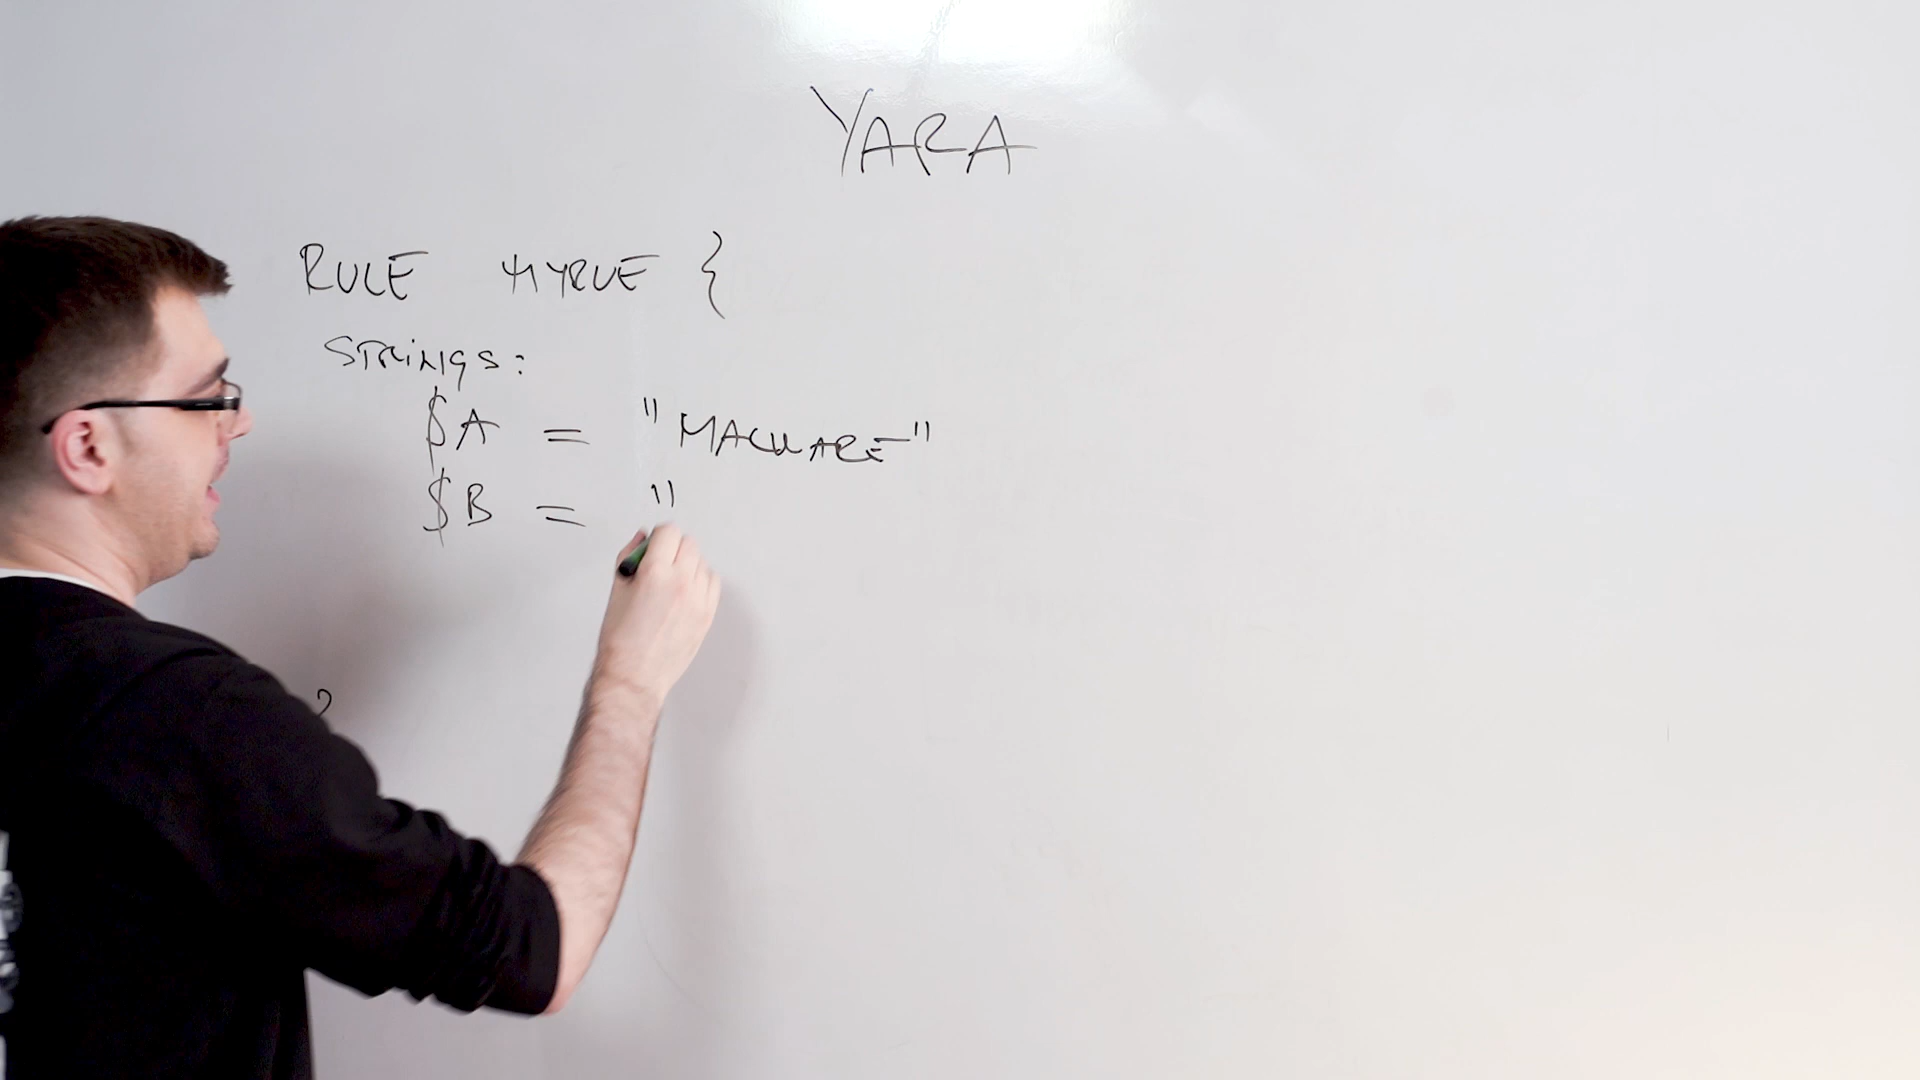 YARA
RULE MYRULE {
STRINGS:
$A = "MALWARE"
$B = "